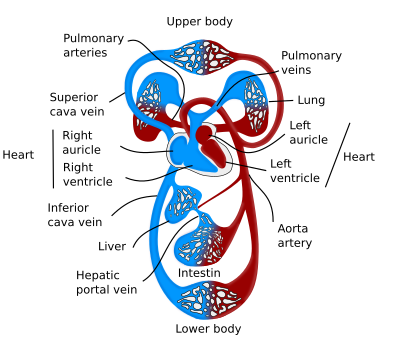 Upper body
Pulmonary
arteries
Pulmonary
veins
Superior
cava vein
Lung
Left
auricle
Right
auricle
Heart
Heart
Right
ventricle
Left
ventricle
Inferior
cava vein
Aorta
artery
Liver
Hepatic
portal vein
Intestin
Lower body